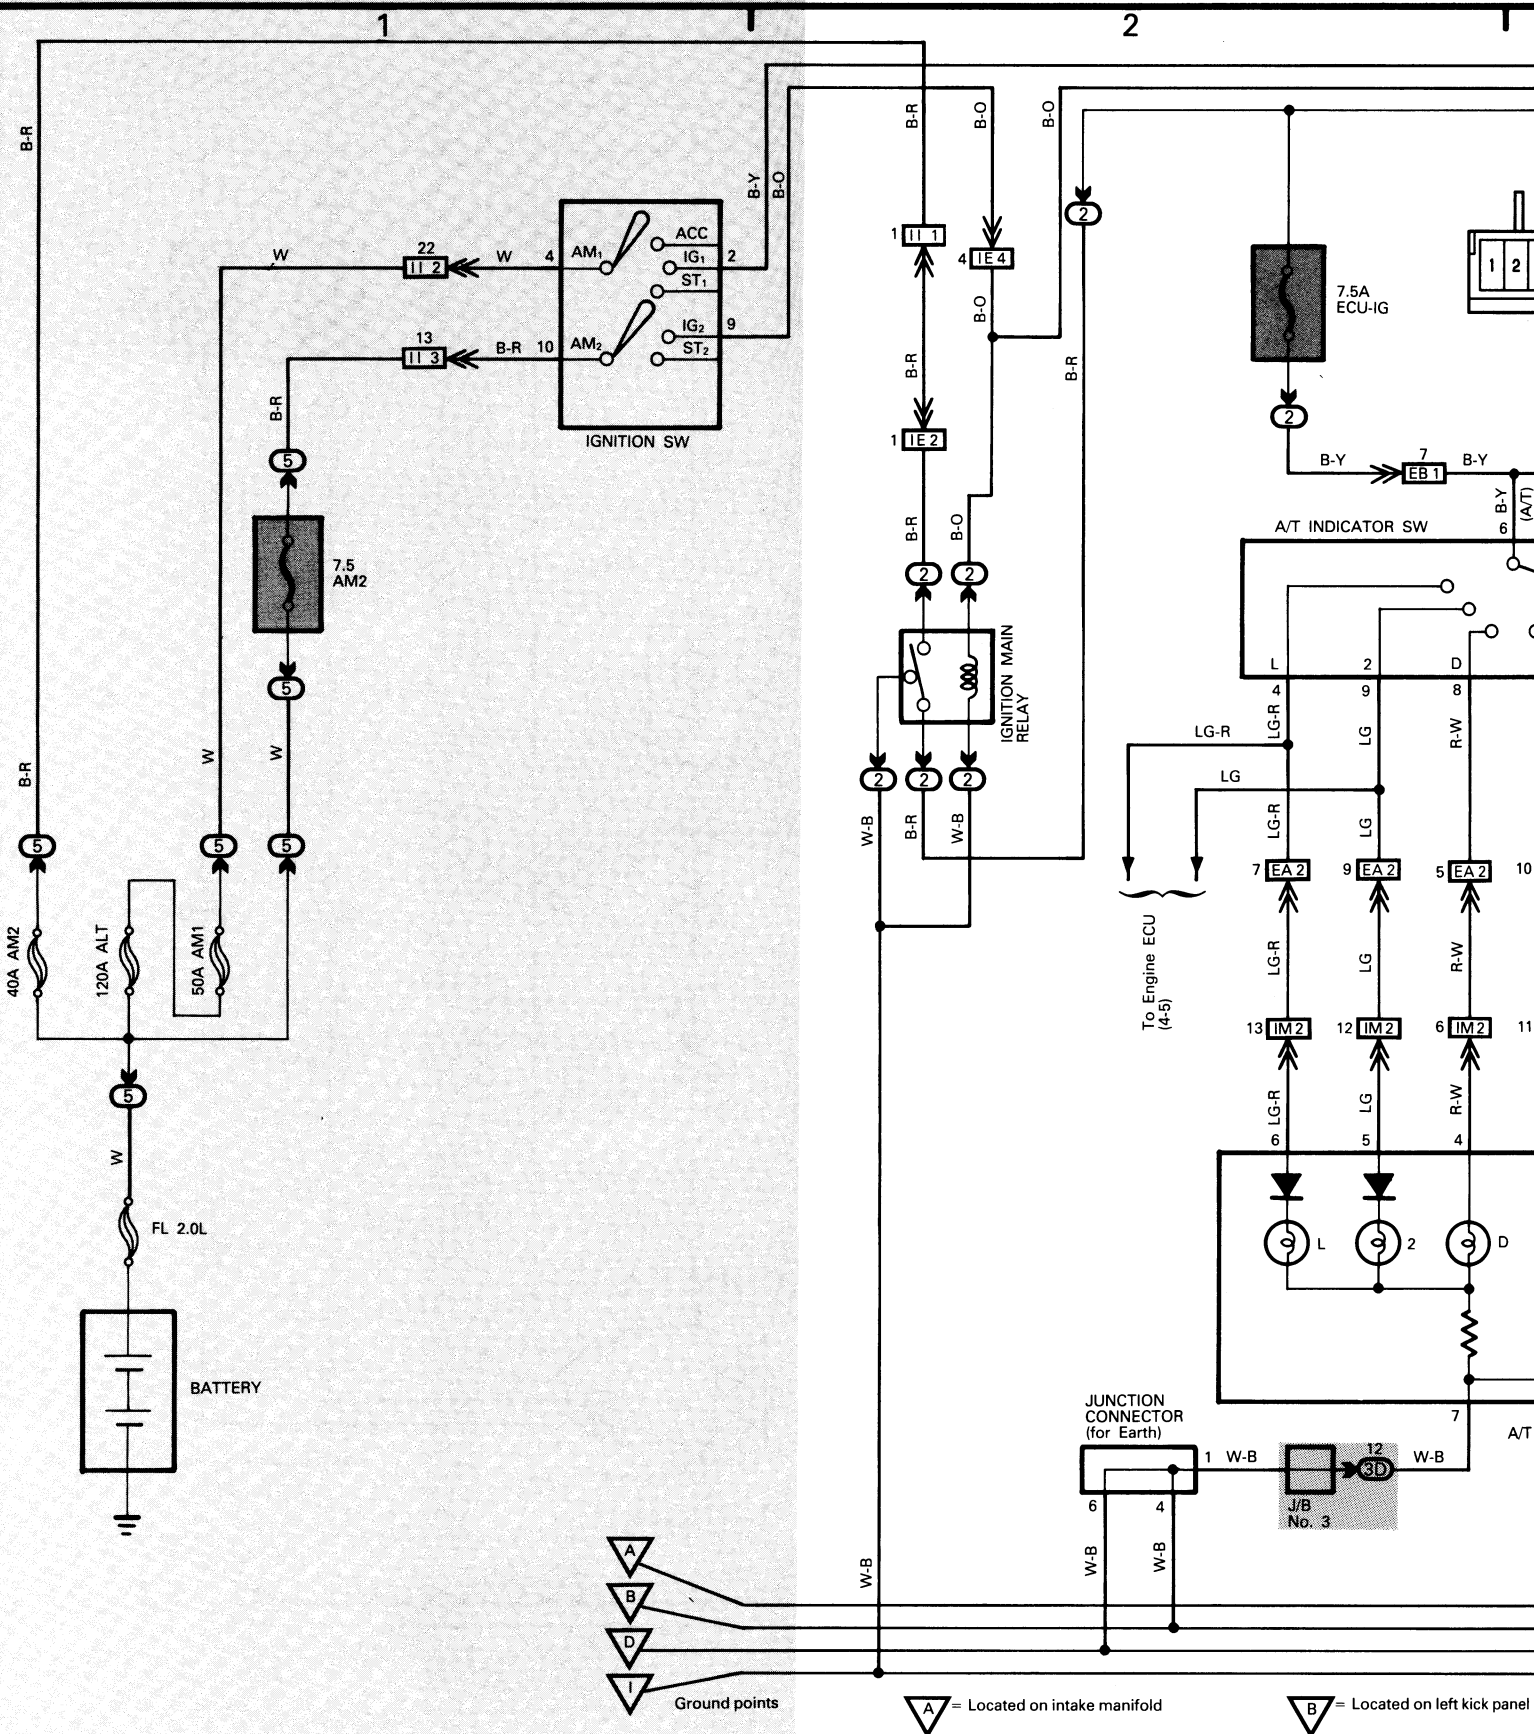 1
2
B-R
B-Y
B-O
B-R
B-O
B-O
2
1 II 1
4 IE 4
W
22
II 2
W
4
AM1
ACC
IG1
ST1
2
13
II 3
B-R
10
AM2
IG2
ST2
9
IGNITION SW
B-R
5
7.5
AM2
5
W
W
B-R
5
5
5
40A AM2
120A ALT
50A AM1
5
W
FL 2.0L
BATTERY
B-O
B-R
B-R
1 IE 2
B-R
B-O
2
2
IGNITION MAIN
RELAY
2
2
2
W-B
B-R
W-B
1 2
7.5A
ECU-IG
2
B-Y
7
EB 1
B-Y
B-Y
(A/T)
A/T INDICATOR SW
6
L
2
D
4
9
8
LG-R
LG
R-W
LG-R
LG
LG-R
LG
7 EA 2
9 EA 2
5 EA 2
10
To Engine ECU
(4-5)
LG-R
LG
R-W
13 IM 2
12 IM 2
6 IM 2
11
LG-R
LG
R-W
6
5
4
L
2
D
7
A/T
JUNCTION
CONNECTOR
(for Earth)
1
W-B
12
3D
W-B
J/B
No. 3
6
4
W-B
W-B
W-B
A
B
D
I
Ground points
A = Located on intake manifold
B = Located on left kick panel